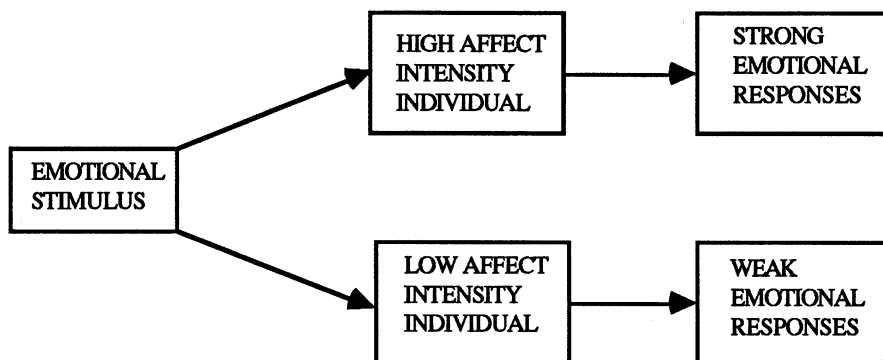 EMOTIONAL
STIMULUS
HIGH AFFECT
INTENSITY
INDIVIDUAL
STRONG
EMOTIONAL
RESPONSES
LOW AFFECT
INTENSITY
INDIVIDUAL
WEAK
EMOTIONAL
RESPONSES